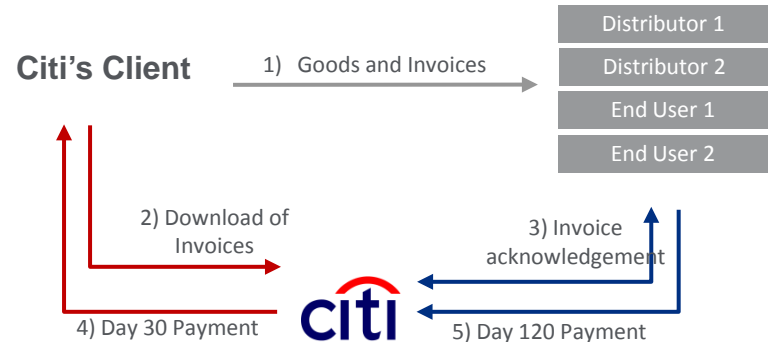 Distributor 1
Citi's Client
1) Goods and Invoices
Distributor 2
End User 1
End User 2
2) Download of
Invoices
3) Invoice
acknowledgement
citi
4) Day 30 Payment
5) Day 120 Payment